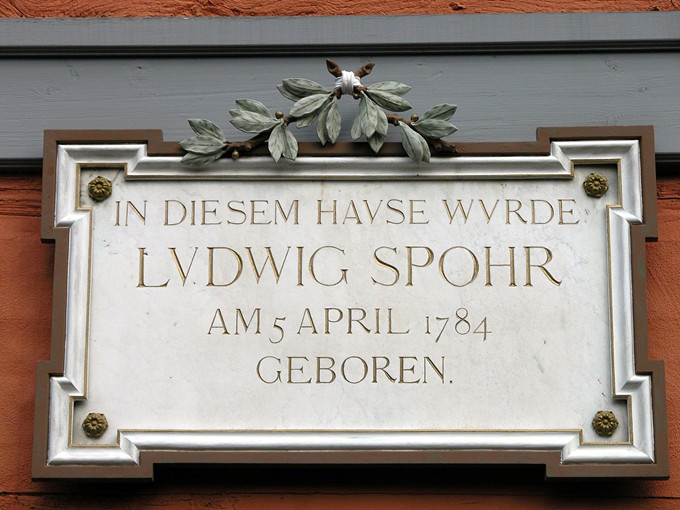 IN DIESEM HAVSE WVRDE
LVDWIG SPOHR
AM 5 APRIL 1784
GEBOREN.